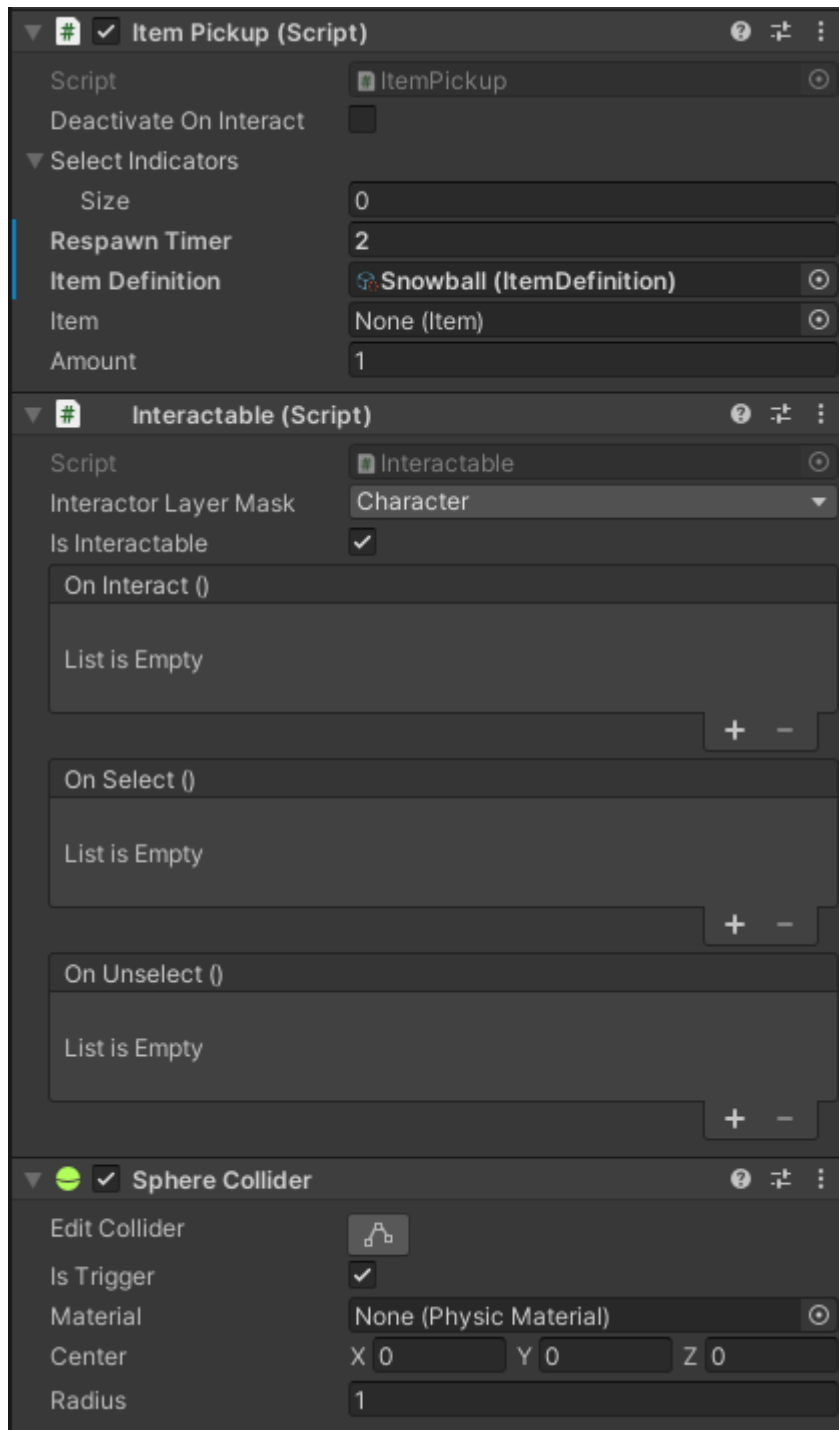 Item Pickup (Script)
Script ItemPickup
Deactivate On Interact
Select Indicators
Size 0
Respawn Timer 2
Item Definition Snowball (ItemDefinition)
Item None (Item)
Amount 1
Interactable (Script)
Script Interactable
Interactor Layer Mask Character
Is Interactable
On Interact ()
List is Empty
+ −
On Select ()
List is Empty
+ −
On Unselect ()
List is Empty
+ −
Sphere Collider
Edit Collider
Is Trigger
Material None (Physic Material)
Center X 0 Y 0 Z 0
Radius 1